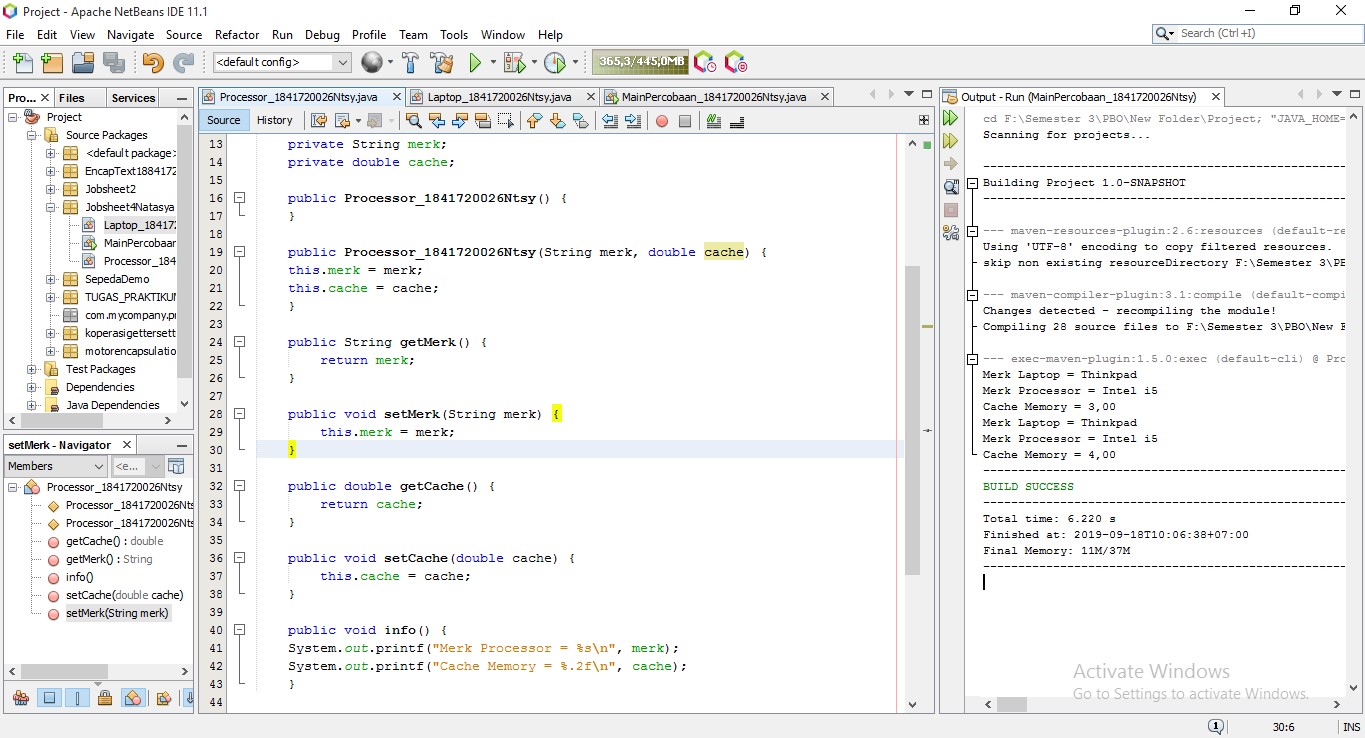 Project - Apache NetBeans IDE 11.1
File Edit View Navigate Source Refactor Run Debug Profile Team Tools Window Help
Search (Ctrl+I)
<default config>
365,3/445,0MB
Pro... Files Services
Project
Source Packages
<default package>
EncapText1884172
Jobsheet2
Jobsheet4Natasya
Laptop_18417
MainPercobaar
Processor_184
SepedaDemo
TUGAS_PRAKTIKU
com.mycompany.p
koperasigettersett
motorencapsulatio
Test Packages
Dependencies
Java Dependencies
setMerk - Navigator
Members <e...
Processor_1841720026Ntsy
Processor_1841720026Nts
Processor_1841720026Nts
getCache() : double
getMerk() : String
info()
setCache(double cache)
setMerk(String merk)
Processor_1841720026Ntsy.java Laptop_1841720026Ntsy.java MainPercobaan_1841720026Ntsy.java
Source History
13 private String merk;
14 private double cache;
15
16 public Processor_1841720026Ntsy() {
17 }
18
19 public Processor_1841720026Ntsy(String merk, double cache) {
20 this.merk = merk;
21 this.cache = cache;
22 }
23
24 public String getMerk() {
25 return merk;
26 }
27
28 public void setMerk(String merk) {
29 this.merk = merk;
30 }
31
32 public double getCache() {
33 return cache;
34 }
35
36 public void setCache(double cache) {
37 this.cache = cache;
38 }
39
40 public void info() {
41 System.out.printf("Merk Processor = %s\n", merk);
42 System.out.printf("Cache Memory = %.2f\n", cache);
43 }
44
Output - Run (MainPercobaan_1841720026Ntsy)
cd F:\Semester 3\PBO\New Folder\Project; "JAVA_HOME=
Scanning for projects...
Building Project 1.0-SNAPSHOT
--- maven-resources-plugin:2.6:resources (default-re
Using 'UTF-8' encoding to copy filtered resources.
skip non existing resourceDirectory F:\Semester 3\PB
--- maven-compiler-plugin:3.1:compile (default-compi
Changes detected - recompiling the module!
Compiling 28 source files to F:\Semester 3\PBO\New F
--- exec-maven-plugin:1.5.0:exec (default-cli) @ Pro
Merk Laptop = Thinkpad
Merk Processor = Intel i5
Cache Memory = 3,00
Merk Laptop = Thinkpad
Merk Processor = Intel i5
Cache Memory = 4,00
BUILD SUCCESS
Total time: 6.220 s
Finished at: 2019-09-18T10:06:38+07:00
Final Memory: 11M/37M
Activate Windows
Go to Settings to activate Windows.
1 30:6 INS